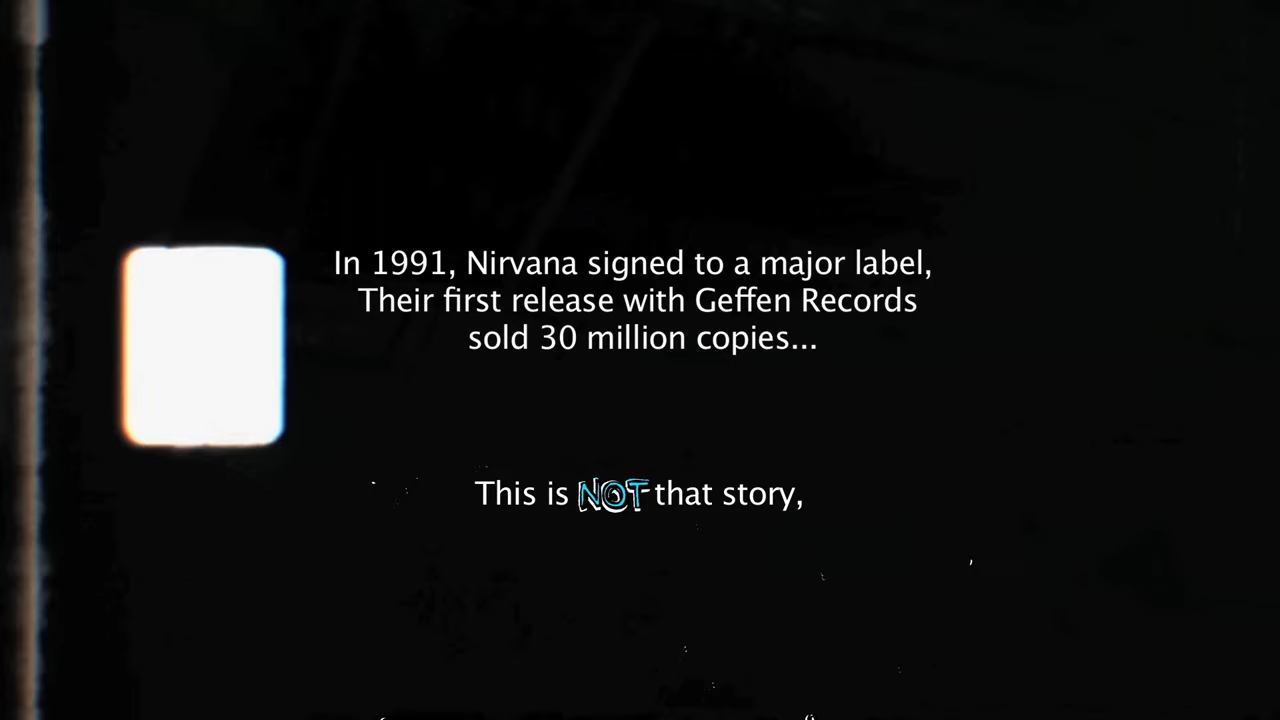 In 1991, Nirvana signed to a major label,
Their first release with Geffen Records
sold 30 million copies...
This is NOT that story,